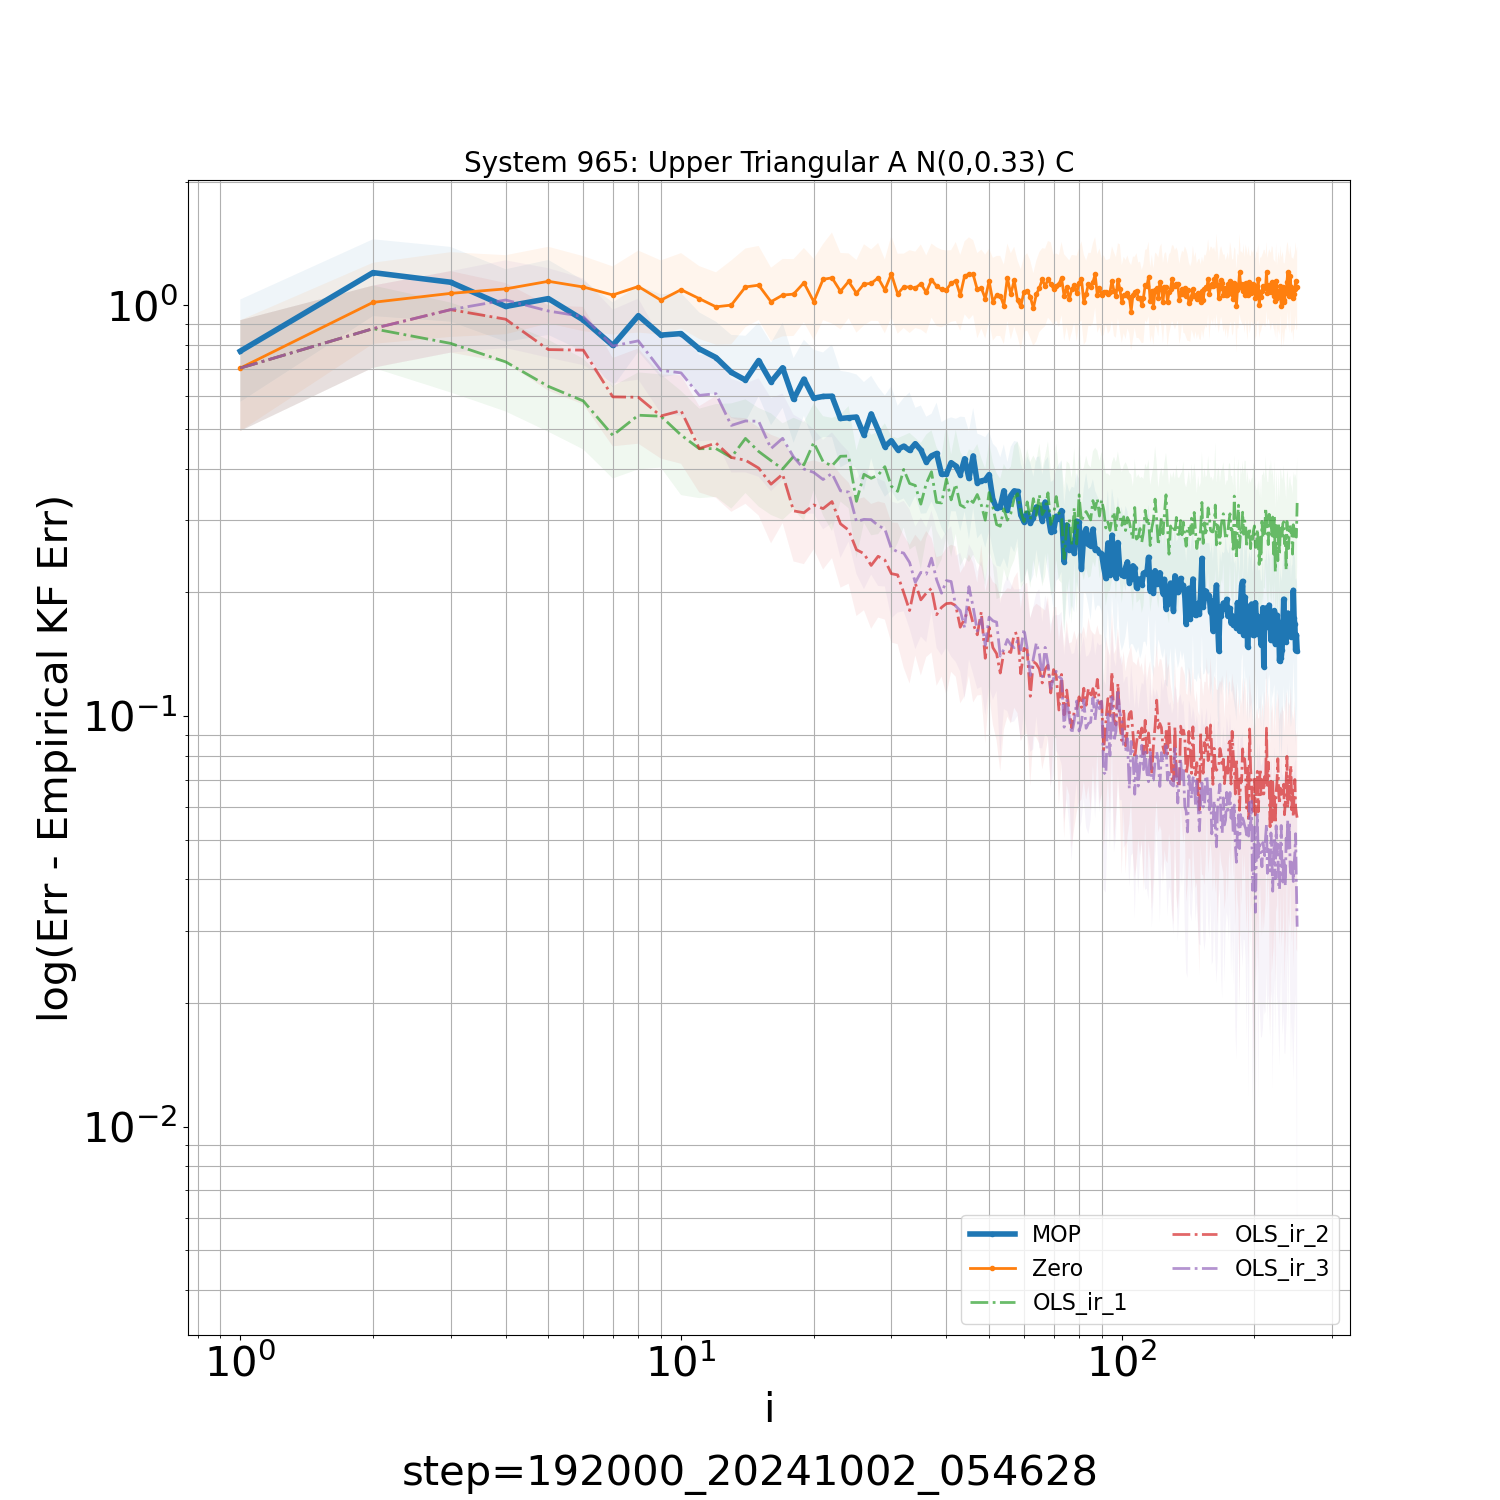 System 965: Upper Triangular A N(0,0.33) C
log(Err - Empirical KF Err)
10⁰
10⁻¹
10⁻²
MOP
Zero
OLS_ir_1
OLS_ir_2
OLS_ir_3
10⁰ 10¹ 10²
i
step=192000_20241002_054628